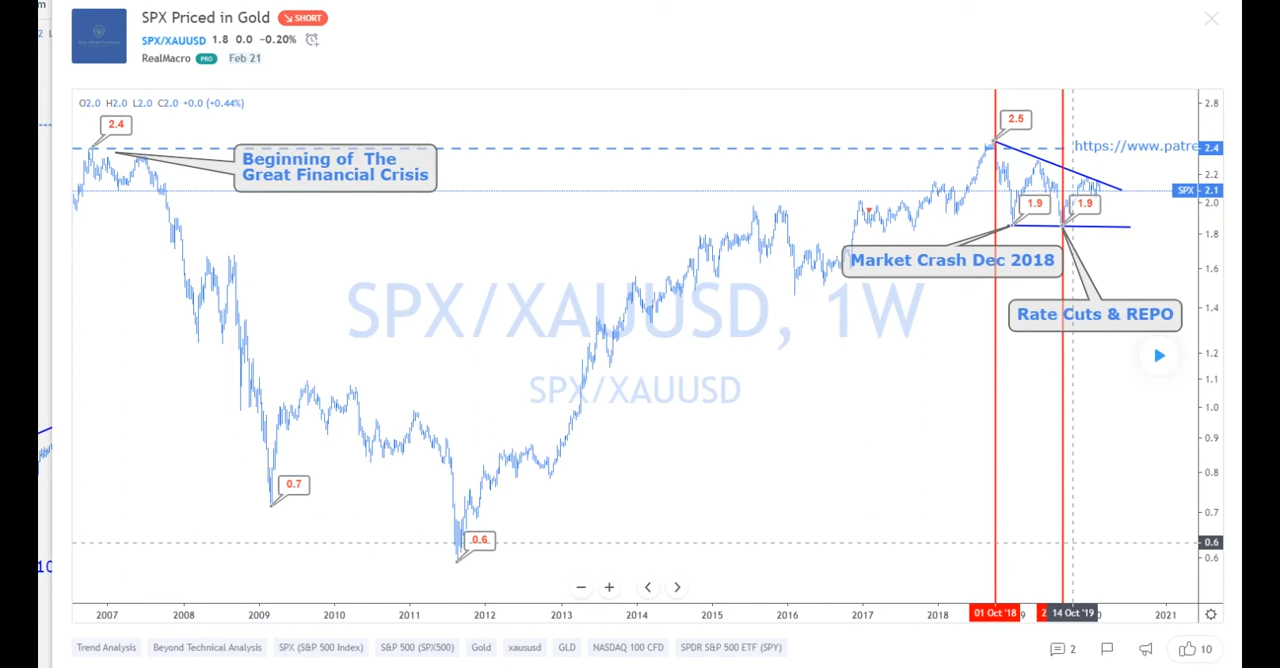 m
SPX Priced in Gold
SHORT
2 L
SPX/XAUUSD 1.8 0.0 −0.20%
RealMacro PRO Feb 21
O2.0 H2.0 L2.0 C2.0 +0.0 (+0.44%)
2.8
2.4
2.5
https://www.patre
2.4
Beginning of The
Great Financial Crisis
2.2
SPX 2.1
2.0
1.9
1.9
1.8
Market Crash Dec 2018
1.6
SPX/XAUUSD, 1W
1.4
Rate Cuts & REPO
1.2
1.1
SPX/XAUUSD
1.0
0.9
0.8
0.7
0.7
0.6
0.6
0.6
10
− +
2007 2008 2009 2010 2011 2012 2013 2014 2015 2016 2017 2018 01 Oct '18 9 2 14 Oct '19 2021
Trend Analysis Beyond Technical Analysis SPX (S&P 500 Index) S&P 500 (SPX500) Gold xauusd GLD NASDAQ 100 CFD SPDR S&P 500 ETF (SPY)
2
10